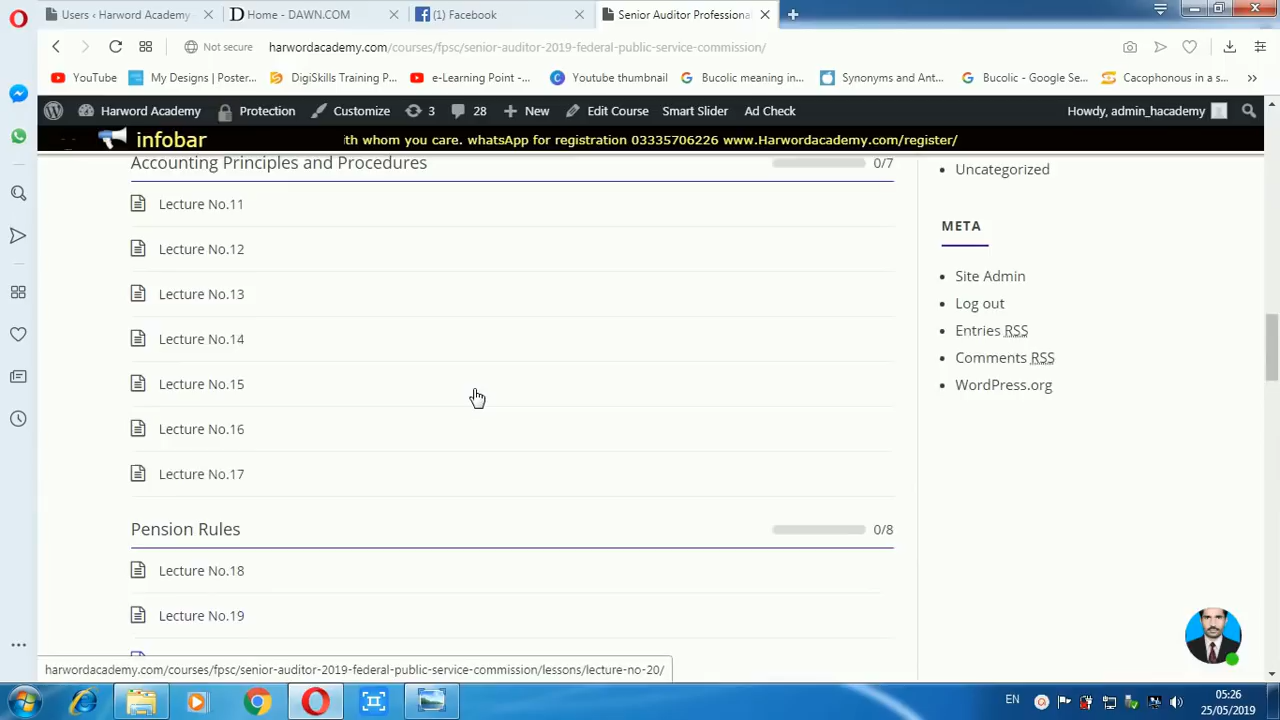 Users ‹ Harword Academy
Home - DAWN.COM
(1) Facebook
Senior Auditor Professiona
Not secure
harwordacademy.com/courses/fpsc/senior-auditor-2019-federal-public-service-commission/
YouTube
My Designs | Poster...
DigiSkills Training P...
e-Learning Point -...
Youtube thumbnail
Bucolic meaning in...
Synonyms and Ant...
Bucolic - Google Se...
Cacophonous in a s...
Harword Academy
Protection
Customize
3
28
New
Edit Course
Smart Slider
Ad Check
Howdy, admin_hacademy
infobar
ith whom you care. whatsApp for registration 03335706226 www.Harwordacademy.com/register/
Accounting Principles and Procedures
0/7
Lecture No.11
Lecture No.12
Lecture No.13
Lecture No.14
Lecture No.15
Lecture No.16
Lecture No.17
Pension Rules
0/8
Lecture No.18
Lecture No.19
Uncategorized
META
Site Admin
Log out
Entries RSS
Comments RSS
WordPress.org
harwordacademy.com/courses/fpsc/senior-auditor-2019-federal-public-service-commission/lessons/lecture-no-20/
EN
05:26
25/05/2019